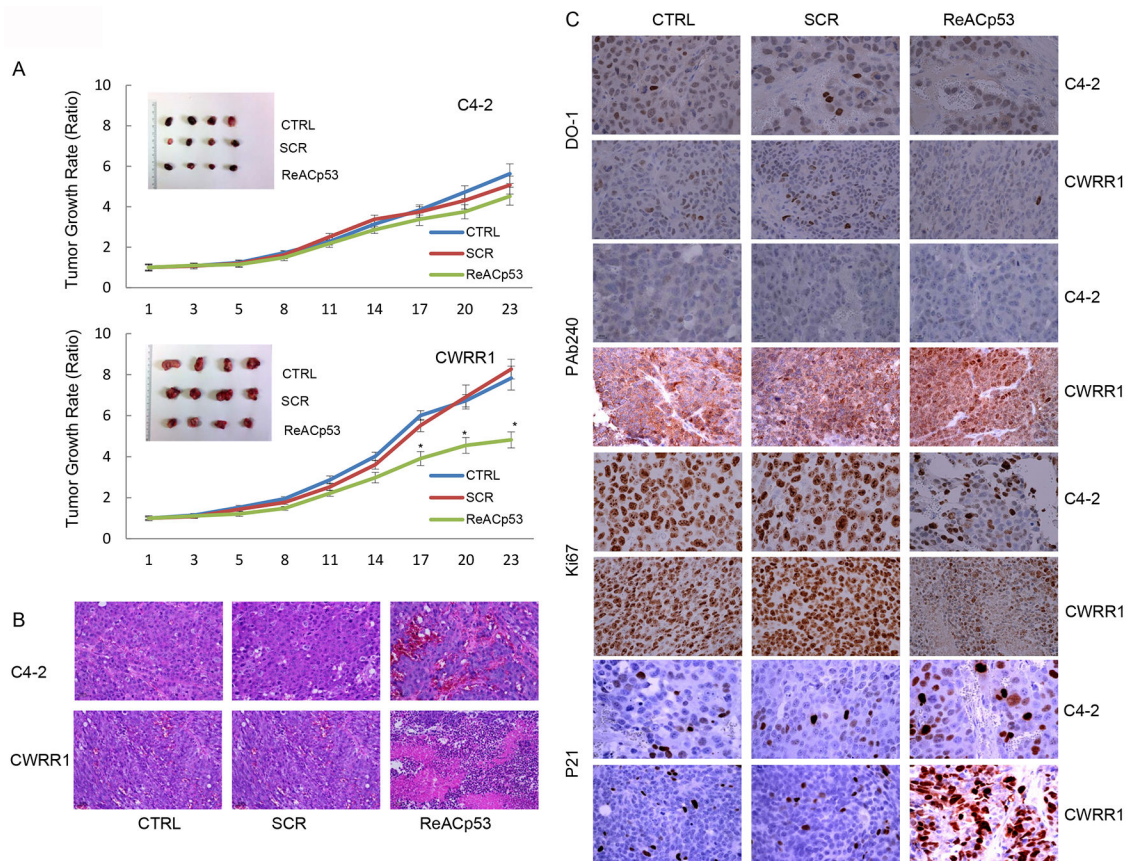 A
Tumor Growth Rate (Ratio)
10
8
6
4
2
0
C4-2
CTRL
SCR
ReACp53
CTRL
SCR
ReACp53
1 3 5 8 11 14 17 20 23
Tumor Growth Rate (Ratio)
10
8
6
4
2
0
CWRR1
CTRL
SCR
ReACp53
* * *
CTRL
SCR
ReACp53
1 3 5 8 11 14 17 20 23
B
C4-2
CWRR1
CTRL SCR ReACp53
C
CTRL SCR ReACp53
DO-1
C4-2
CWRR1
PAb240
C4-2
CWRR1
Ki67
C4-2
CWRR1
P21
C4-2
CWRR1